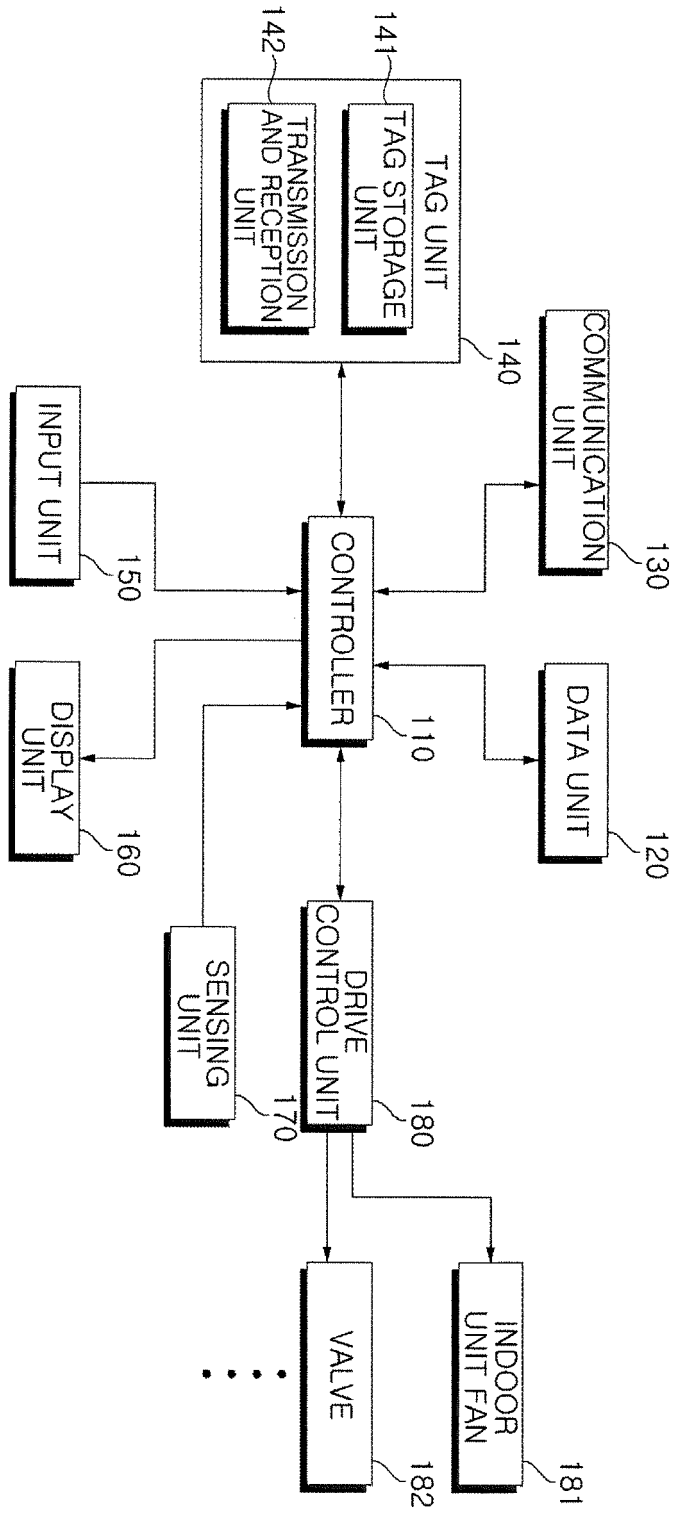 130
120
COMMUNICATION
UNIT
DATA UNIT
140
TAG UNIT
141
TAG STORAGE
UNIT
142
TRANSMISSION
AND RECEPTION
UNIT
110
CONTROLLER
180
DRIVE
CONTROL UNIT
181
INDOOR
UNIT FAN
182
VALVE
150
INPUT UNIT
160
DISPLAY
UNIT
170
SENSING
UNIT